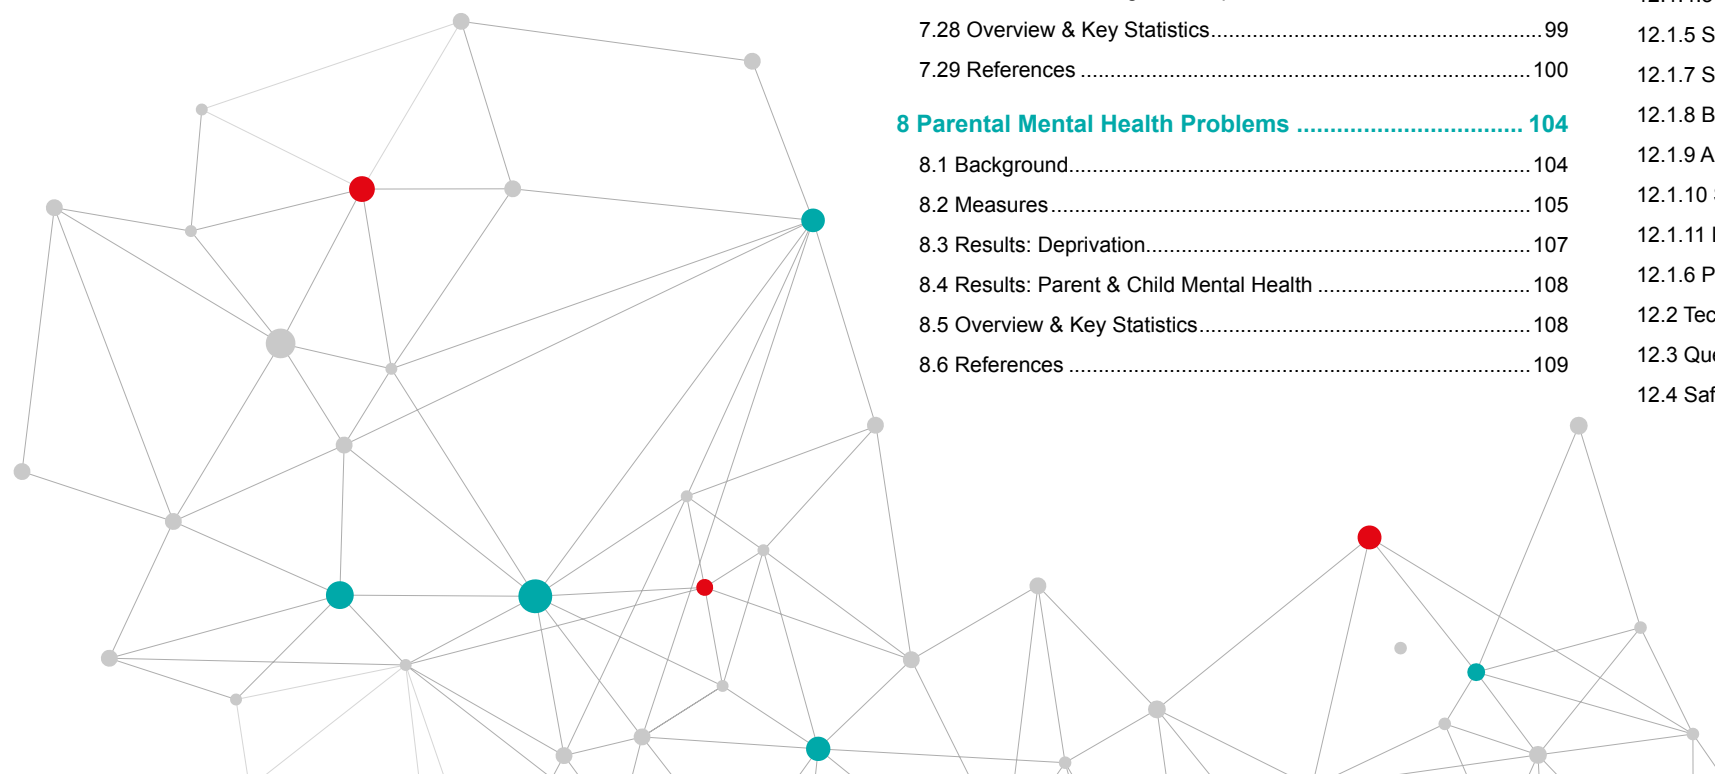 7.28 Overview & Key Statistics........................................................99
7.29 References ...........................................................................100
8 Parental Mental Health Problems .................................. 104
8.1 Background.............................................................................104
8.2 Measures................................................................................105
8.3 Results: Deprivation................................................................107
8.4 Results: Parent & Child Mental Health ...................................108
8.5 Overview & Key Statistics.......................................................108
8.6 References .............................................................................109
12.1.5 S
12.1.7 S
12.1.8 B
12.1.9 A
12.1.10
12.1.11
12.1.6 P
12.2 Tec
12.3 Que
12.4 Saf